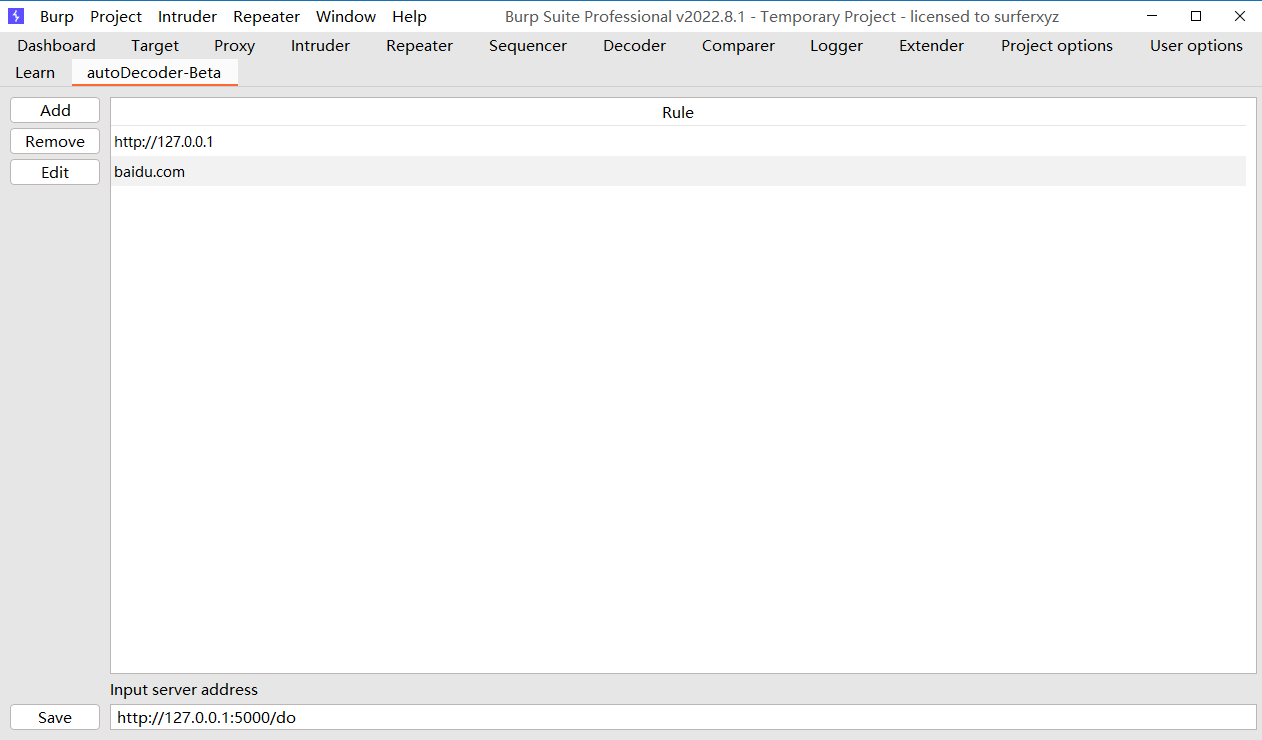 Burp Project Intruder Repeater Window Help Burp Suite Professional v2022.8.1 - Temporary Project - licensed to surferxyz
Dashboard Target Proxy Intruder Repeater Sequencer Decoder Comparer Logger Extender Project options User options
Learn autoDecoder-Beta
Add Rule
Remove http://127.0.0.1
Edit baidu.com
Input server address
Save http://127.0.0.1:5000/do